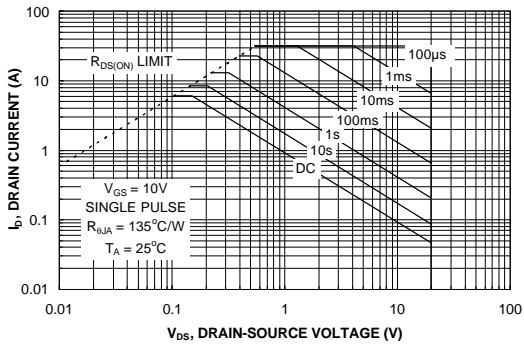 100
10
1
0.1
0.01
0.01
0.1
1
10
100
I_D, DRAIN CURRENT (A)
V_DS, DRAIN-SOURCE VOLTAGE (V)
R_DS(ON) LIMIT
100µs
1ms
10ms
100ms
1s
10s
DC
V_GS = 10V
SINGLE PULSE
R_θJA = 135°C/W
T_A = 25°C